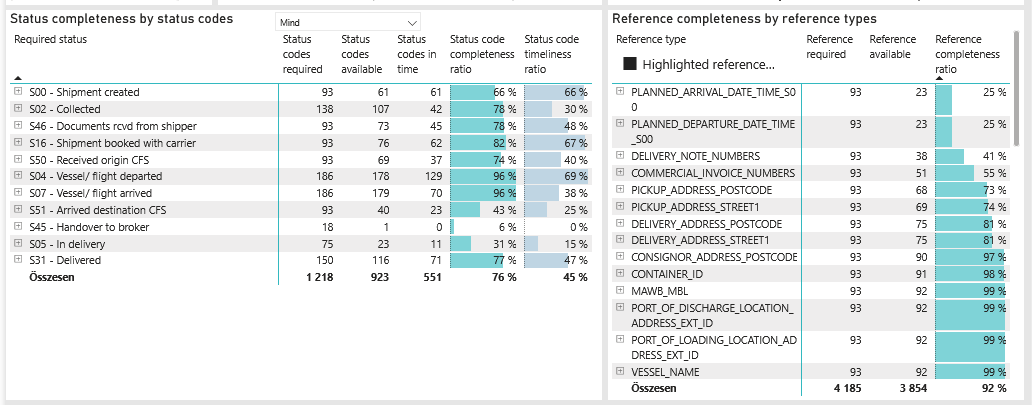 Status completeness by status codes
Mind
Required status
Status codes required
Status codes available
Status codes in time
Status code completeness ratio
Status code timeliness ratio
S00 - Shipment created 93 61 61 66 % 66 %
S02 - Collected 138 107 42 78 % 30 %
S46 - Documents rcvd from shipper 93 73 45 78 % 48 %
S16 - Shipment booked with carrier 93 76 62 82 % 67 %
S50 - Received origin CFS 93 69 37 74 % 40 %
S04 - Vessel/ flight departed 186 178 129 96 % 69 %
S07 - Vessel/ flight arrived 186 179 70 96 % 38 %
S51 - Arrived destination CFS 93 40 23 43 % 25 %
S45 - Handover to broker 18 1 0 6 % 0 %
S05 - In delivery 75 23 11 31 % 15 %
S31 - Delivered 150 116 71 77 % 47 %
Összesen 1 218 923 551 76 % 45 %
Reference completeness by reference types
Reference type
Reference required
Reference available
Reference completeness ratio
Highlighted reference...
PLANNED_ARRIVAL_DATE_TIME_S0 93 23 25 %
0
PLANNED_DEPARTURE_DATE_TIME 93 23 25 %
_S00
DELIVERY_NOTE_NUMBERS 93 38 41 %
COMMERCIAL_INVOICE_NUMBERS 93 51 55 %
PICKUP_ADDRESS_POSTCODE 93 68 73 %
PICKUP_ADDRESS_STREET1 93 69 74 %
DELIVERY_ADDRESS_POSTCODE 93 75 81 %
DELIVERY_ADDRESS_STREET1 93 75 81 %
CONSIGNOR_ADDRESS_POSTCODE 93 90 97 %
CONTAINER_ID 93 91 98 %
MAWB_MBL 93 92 99 %
PORT_OF_DISCHARGE_LOCATION_ 93 92 99 %
ADDRESS_EXT_ID
PORT_OF_LOADING_LOCATION_AD 93 92 99 %
DRESS_EXT_ID
VESSEL_NAME 93 92 99 %
Összesen 4 185 3 854 92 %